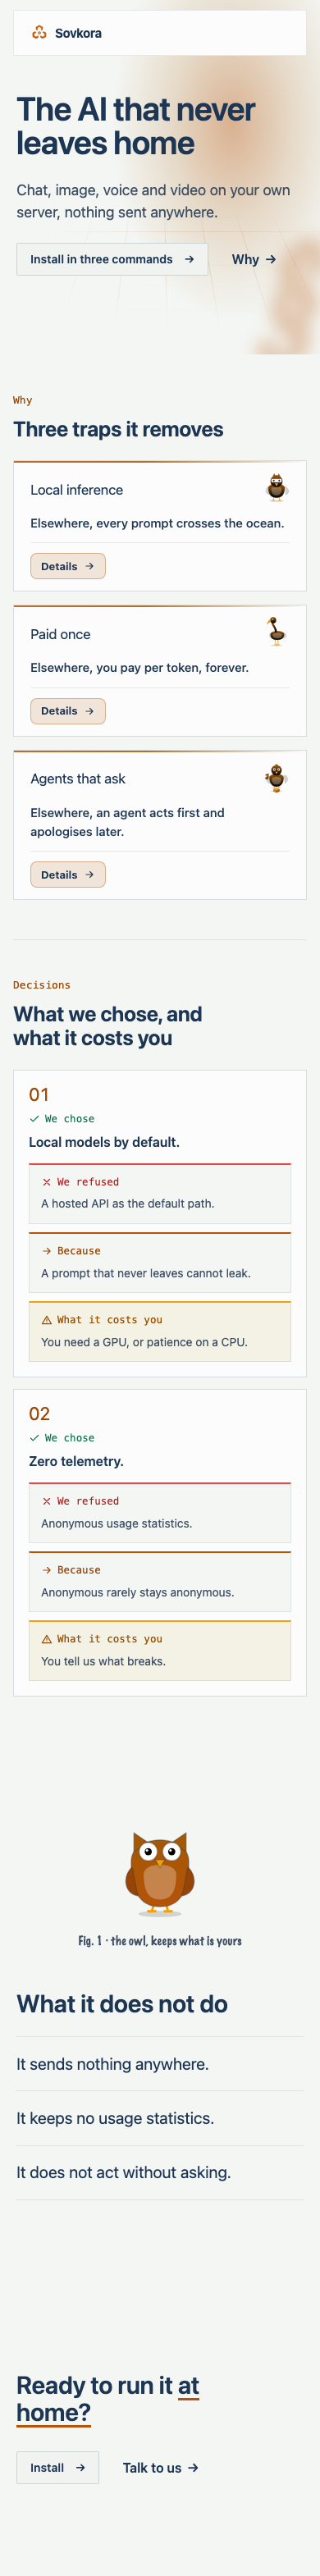 Sovkora
The AI that never
leaves home
Chat, image, voice and video on your own
server, nothing sent anywhere.
Install in three commands →
Why →
Why
Three traps it removes
Local inference
Elsewhere, every prompt crosses the ocean.
Details →
Paid once
Elsewhere, you pay per token, forever.
Details →
Agents that ask
Elsewhere, an agent acts first and
apologises later.
Details →
Decisions
What we chose, and
what it costs you
01
✓ We chose
Local models by default.
× We refused
A hosted API as the default path.
→ Because
A prompt that never leaves cannot leak.
⚠ What it costs you
You need a GPU, or patience on a CPU.
02
✓ We chose
Zero telemetry.
× We refused
Anonymous usage statistics.
→ Because
Anonymous rarely stays anonymous.
⚠ What it costs you
You tell us what breaks.
Fig. 1 · the owl, keeps what is yours
What it does not do
It sends nothing anywhere.
It keeps no usage statistics.
It does not act without asking.
Ready to run it at
home?
Install →
Talk to us →